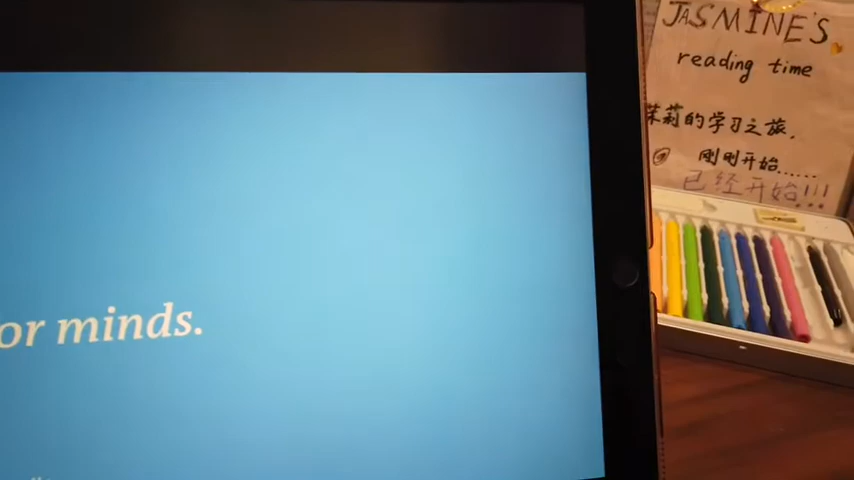 or minds.
JASMINE'S
reading time
茉莉的学习之旅,
刚刚开始......
已经开始!!!